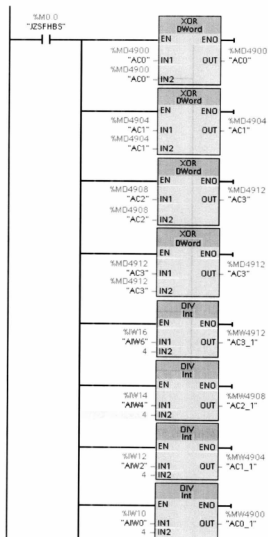 %M0.0
"JZSFHBS"
XOR
DWord
EN ENO
%MD4900
"AC0" IN1
%MD4900
"AC0" IN2
OUT %MD4900
"AC0"
XOR
DWord
EN ENO
%MD4904
"AC1" IN1
%MD4904
"AC1" IN2
OUT %MD4904
"AC1"
XOR
DWord
EN ENO
%MD4908
"AC2" IN1
%MD4908
"AC2" IN2
OUT %MD4912
"AC3"
XOR
DWord
EN ENO
%MD4912
"AC3" IN1
%MD4912
"AC3" IN2
OUT %MD4912
"AC3"
DIV
Int
EN ENO
%IW16
"AIW6" IN1
4 IN2
OUT %MW4912
"AC3_1"
DIV
Int
EN ENO
%IW14
"AIW4" IN1
4 IN2
OUT %MW4908
"AC2_1"
DIV
Int
EN ENO
%IW12
"AIW2" IN1
4 IN2
OUT %MW4904
"AC1_1"
DIV
Int
EN ENO
%IW10
"AIW0" IN1
4 IN2
OUT %MW4900
"AC0_1"